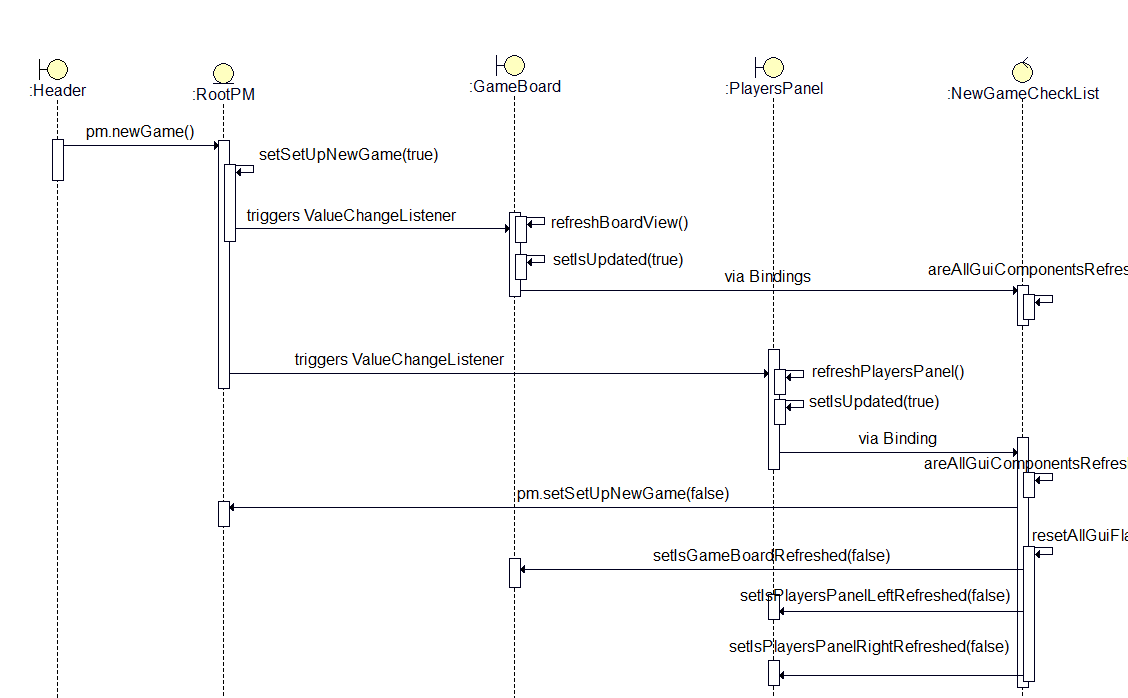 :Header
:RootPM
:GameBoard
:PlayersPanel
:NewGameCheckList
pm.newGame()
setSetUpNewGame(true)
triggers ValueChangeListener
refreshBoardView()
setIsUpdated(true)
via Bindings
areAllGuiComponentsRefres
triggers ValueChangeListener
refreshPlayersPanel()
setIsUpdated(true)
via Binding
areAllGuiComponentsRefres
pm.setSetUpNewGame(false)
resetAllGuiFla
setIsGameBoardRefreshed(false)
setIsPlayersPanelLeftRefreshed(false)
setIsPlayersPanelRightRefreshed(false)